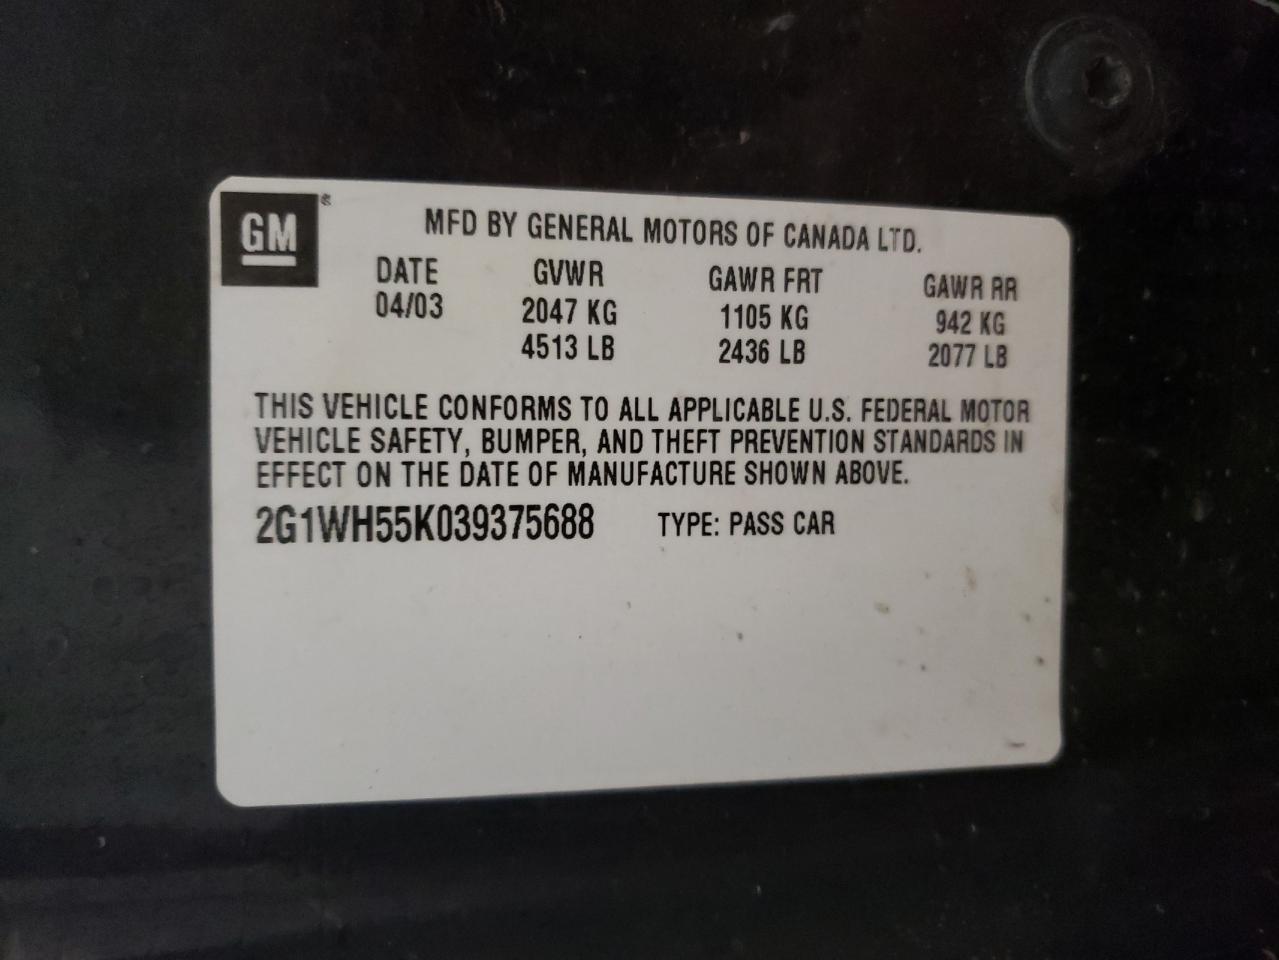 GM®
MFD BY GENERAL MOTORS OF CANADA LTD.
DATE GVWR GAWR FRT GAWR RR
04/03 2047 KG 1105 KG 942 KG
4513 LB 2436 LB 2077 LB
THIS VEHICLE CONFORMS TO ALL APPLICABLE U.S. FEDERAL MOTOR
VEHICLE SAFETY, BUMPER, AND THEFT PREVENTION STANDARDS IN
EFFECT ON THE DATE OF MANUFACTURE SHOWN ABOVE.
2G1WH55K039375688 TYPE: PASS CAR